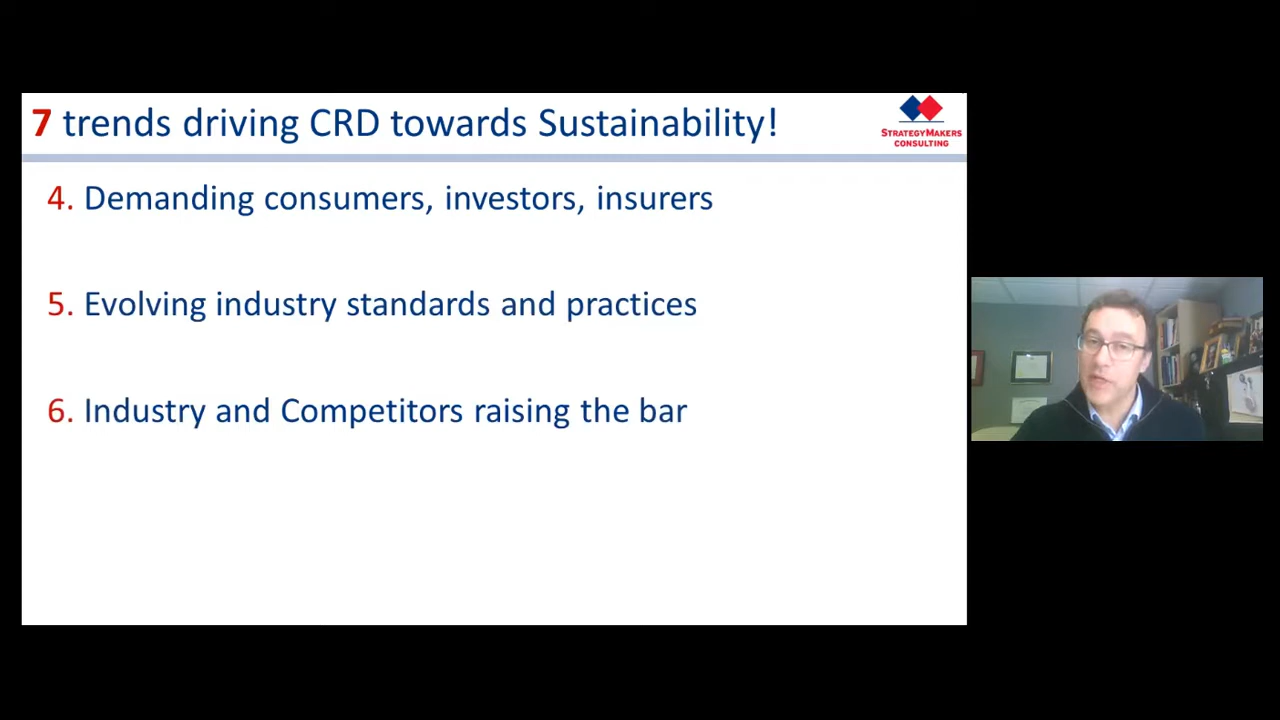 7 trends driving CRD towards Sustainability!
STRATEGYMAKERS
CONSULTING
4. Demanding consumers, investors, insurers
5. Evolving industry standards and practices
6. Industry and Competitors raising the bar